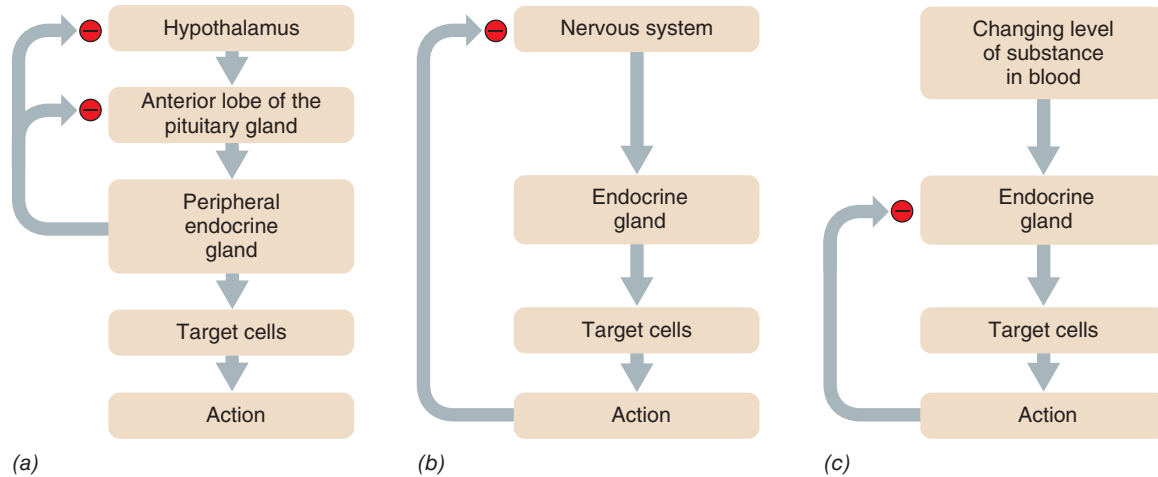 Hypothalamus
Anterior lobe of the
pituitary gland
Peripheral
endocrine
gland
Target cells
Action
(a)
Nervous system
Endocrine
gland
Target cells
Action
(b)
Changing level
of substance
in blood
Endocrine
gland
Target cells
Action
(c)